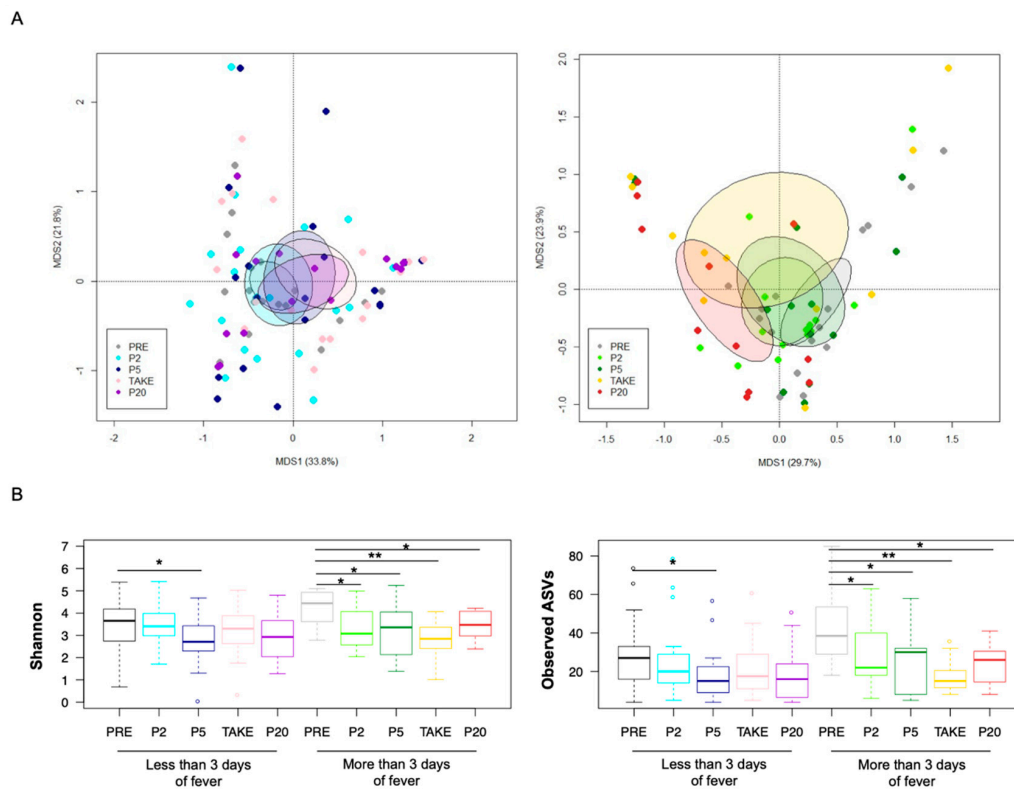 A
MDS2 (21.8%)
2
1
0
-1
PRE
P2
P5
TAKE
P20
-2 -1 0 1 2
MDS1 (33.8%)
MDS2 (23.9%)
2.0
1.5
1.0
0.5
0.0
-0.5
-1.0
PRE
P2
P5
TAKE
P20
-1.5 -1.0 -0.5 0.0 0.5 1.0 1.5
MDS1 (29.7%)
B
Shannon
7
6
5
4
3
2
1
0
*
*
**
*
*
PRE P2 P5 TAKE P20 PRE P2 P5 TAKE P20
Less than 3 days More than 3 days
of fever of fever
Observed ASVs
80
60
40
20
*
*
**
*
*
PRE P2 P5 TAKE P20 PRE P2 P5 TAKE P20
Less than 3 days More than 3 days
of fever of fever